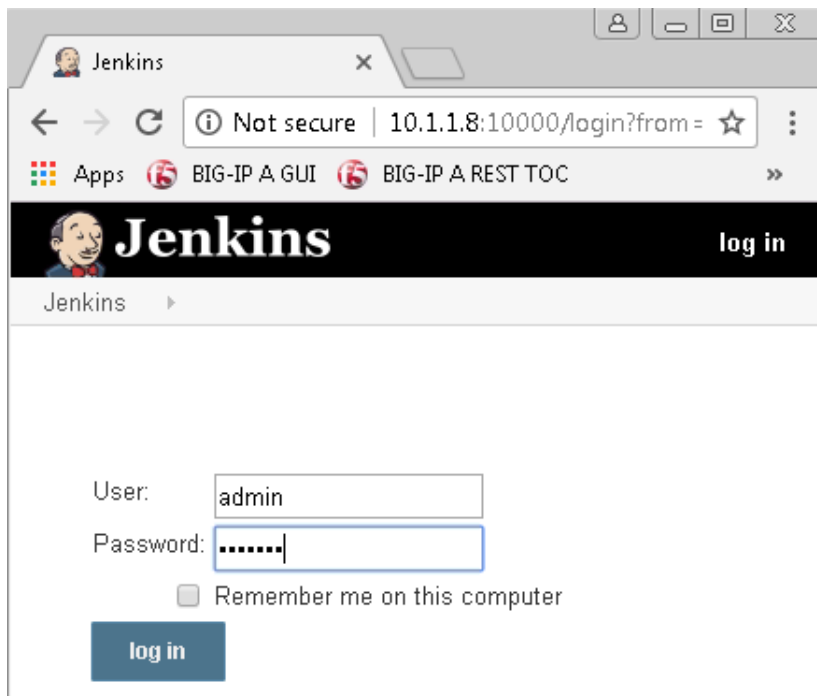 Jenkins
Not secure | 10.1.1.8:10000/login?from=
Apps BIG-IP A GUI BIG-IP A REST TOC »
Jenkins log in
Jenkins
User: admin
Password: •••••••
Remember me on this computer
log in